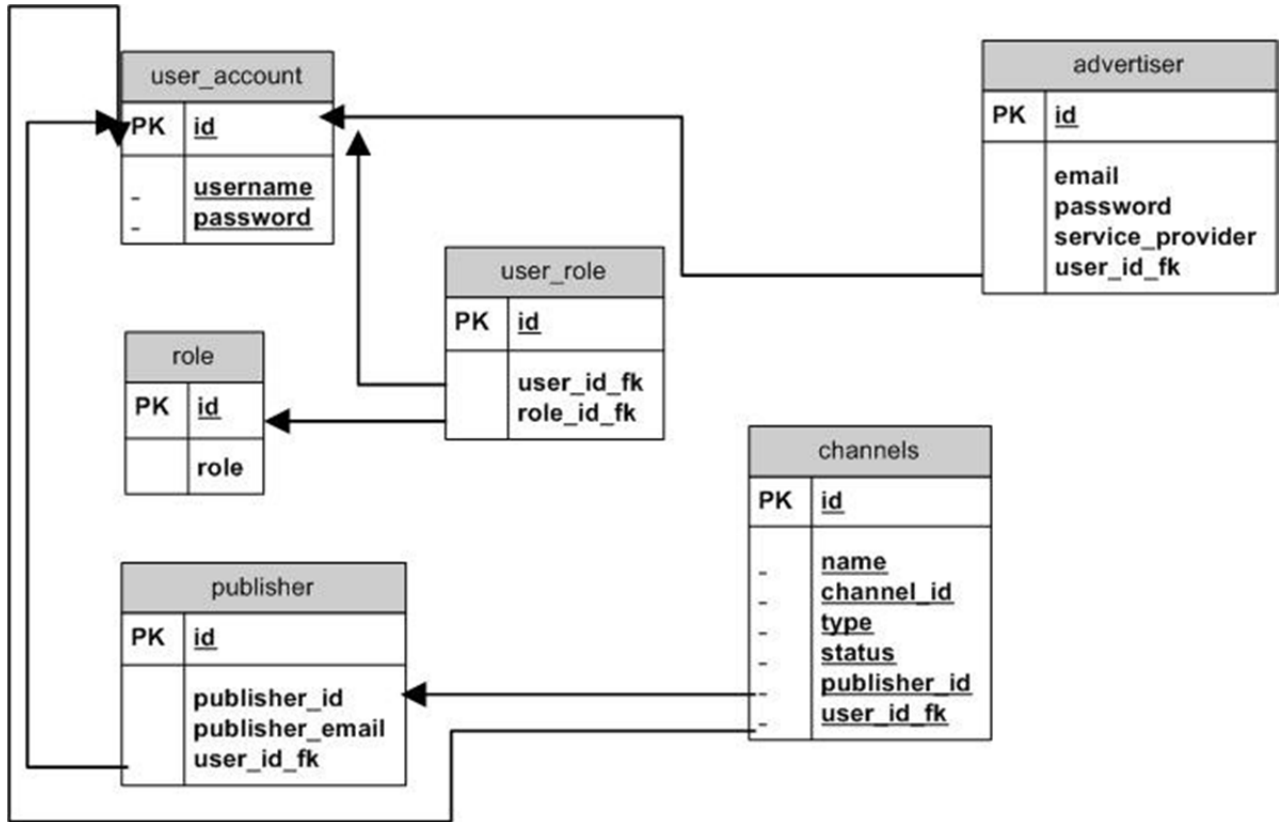 user_account
PK id
- username
- password
advertiser
PK id
email
password
service_provider
user_id_fk
user_role
PK id
user_id_fk
role_id_fk
role
PK id
role
channels
PK id
- name
- channel_id
- type
- status
- publisher_id
- user_id_fk
publisher
PK id
publisher_id
publisher_email
user_id_fk